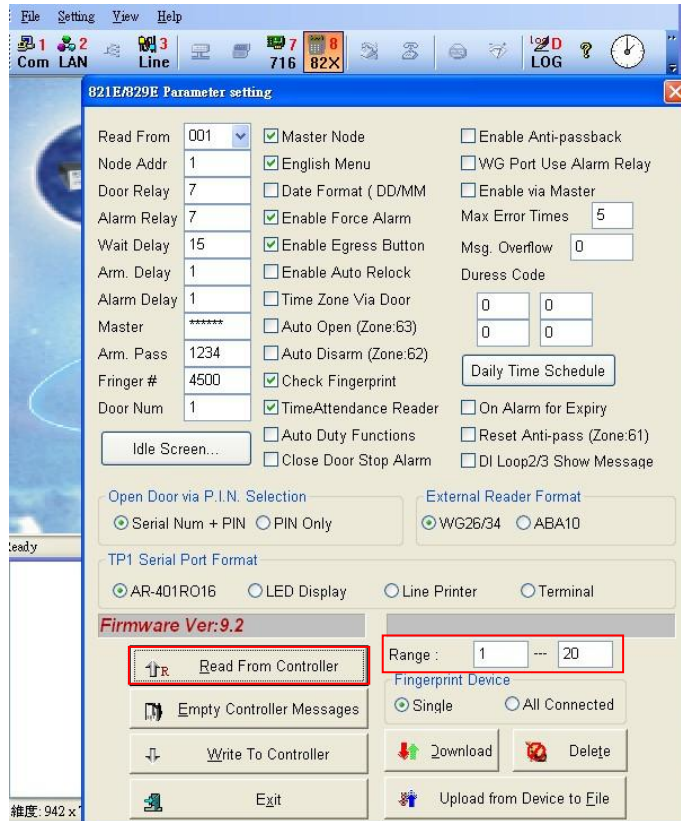 File Setting View Help
1 2 3 7 8 D
Com LAN Line 716 82X LOG
821E/829E Parameter setting
Read From 001 Master Node Enable Anti-passback
Node Addr 1 English Menu WG Port Use Alarm Relay
Door Relay 7 Date Format ( DD/MM Enable via Master
Alarm Relay 7 Enable Force Alarm Max Error Times 5
Wait Delay 15 Enable Egress Button Msg. Overflow 0
Arm. Delay 1 Enable Auto Relock Duress Code
Alarm Delay 1 Time Zone Via Door 0 0
Master ****** Auto Open (Zone:63) 0 0
Arm. Pass 1234 Auto Disarm (Zone:62) Daily Time Schedule
Fringer # 4500 Check Fingerprint
Door Num 1 TimeAttendance Reader On Alarm for Expiry
Idle Screen... Auto Duty Functions Reset Anti-pass (Zone:61)
Close Door Stop Alarm DI Loop2/3 Show Message
Open Door via P.I.N. Selection External Reader Format
Serial Num + PIN PIN Only WG26/34 ABA10
eady
TP1 Serial Port Format
AR-401RO16 LED Display Line Printer Terminal
Firmware Ver:9.2
R Read From Controller Range : 1 --- 20
Fingerprint Device
Empty Controller Messages Single All Connected
Write To Controller Download Delete
Exit Upload from Device to File
維度: 942 x